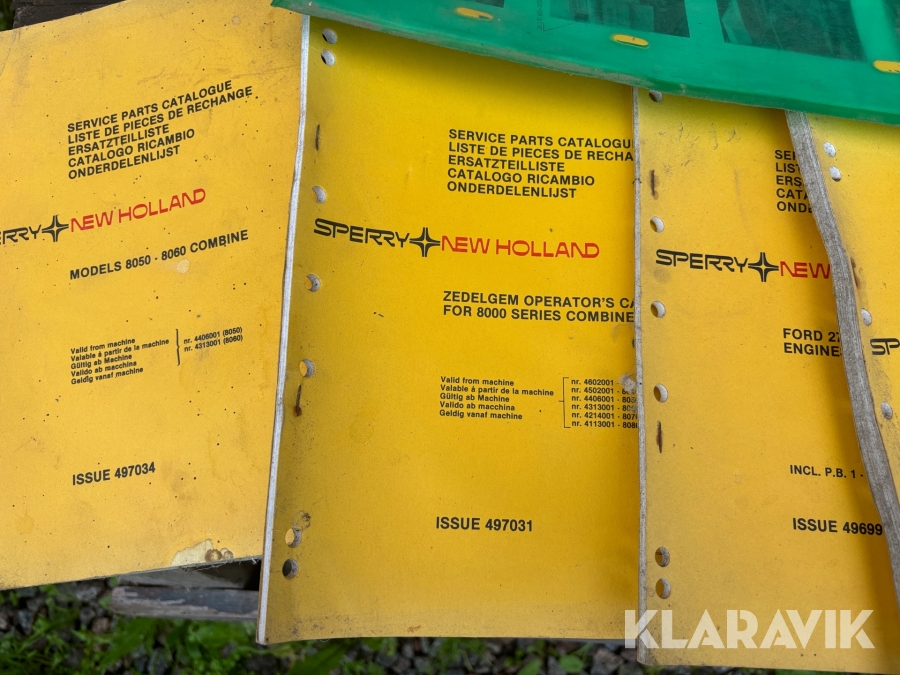 SERVICE PARTS CATALOGUE
LISTE DE PIECES DE RECHANGE
ERSATZTEILLISTE
CATALOGO RICAMBIO
ONDERDELENLIJST
NEW HOLLAND
MODELS 8050 - 8060 COMBINE
Valid from machine
Valable à partir de la machine
Gültig ab Machine
Valido ab macchina
Geldig vanaf machine
nr. 4406001 (8050)
nr. 4313001 (8060)
ISSUE 497034
SERVICE PARTS CATALOGU
LISTE DE PIECES DE RECHA
ERSATZTEILLISTE
CATALOGO RICAMBIO
ONDERDELENLIJST
SPERRY NEW HOLLAND
ZEDELGEM OPERATOR'S CA
FOR 8000 SERIES COMBINE
Valid from machine
Valable à partir de la machine
Gültig ab Machine
Valido ab macchina
Geldig vanaf machine
nr. 4602001
nr. 4502001
nr. 4406001
nr. 4313001
nr. 4214001
nr. 4113001
ISSUE 497031
SPERRY NEW
FORD
ENGINE
INCL. P.B. 1 -
ISSUE 49699
KLARAVIK